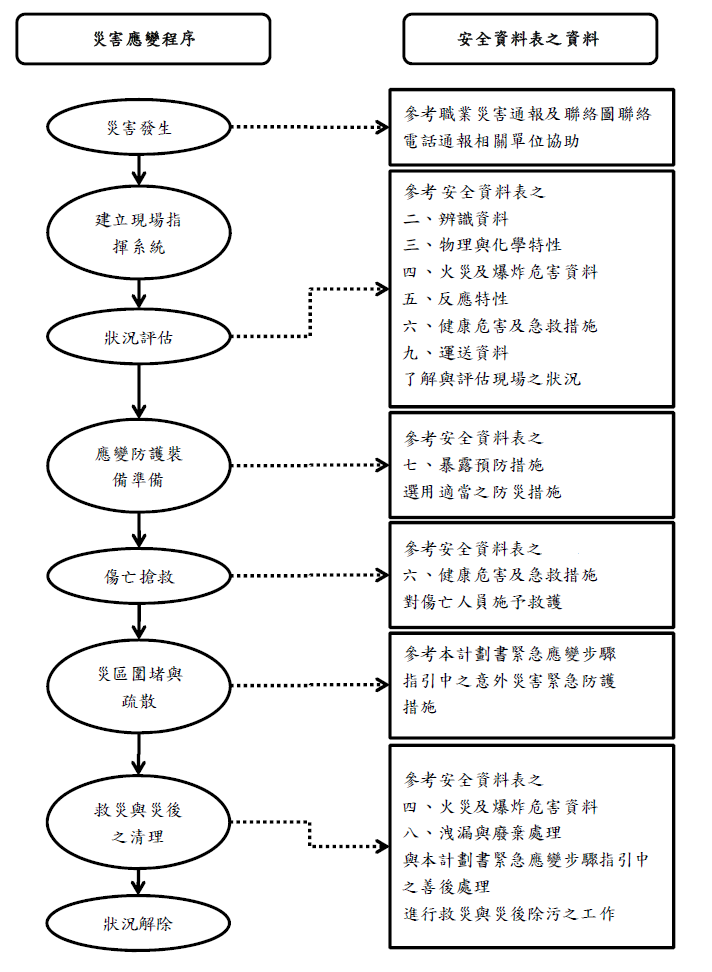 災害應變程序
安全資料表之資料
災害發生
參考職業災害通報及聯絡圖聯絡
電話通報相關單位協助
建立現場指
揮系統
狀況評估
參考安全資料表之
二、辨識資料
三、物理與化學特性
四、火災及爆炸危害資料
五、反應特性
六、健康危害及急救措施
九、運送資料
了解與評估現場之狀況
應變防護裝
備準備
參考安全資料表之
七、暴露預防措施
選用適當之防災措施
傷亡搶救
參考安全資料表之
六、健康危害及急救措施
對傷亡人員施予救護
災區圍堵與
疏散
參考本計劃書緊急應變步驟
指引中之意外災害緊急防護
措施
救災與災後
之清理
參考安全資料表之
四、火災及爆炸危害資料
八、洩漏與廢棄處理
與本計劃書緊急應變步驟指引中
之善後處理
進行救災與災後除污之工作
狀況解除